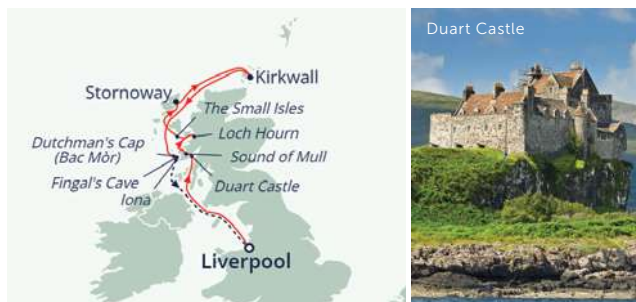 Kirkwall
Stornoway
The Small Isles
Loch Hourn
Dutchman's Cap
(Bac Mòr)
Sound of Mull
Fingal's Cave
Duart Castle
Iona
Liverpool
Duart Castle